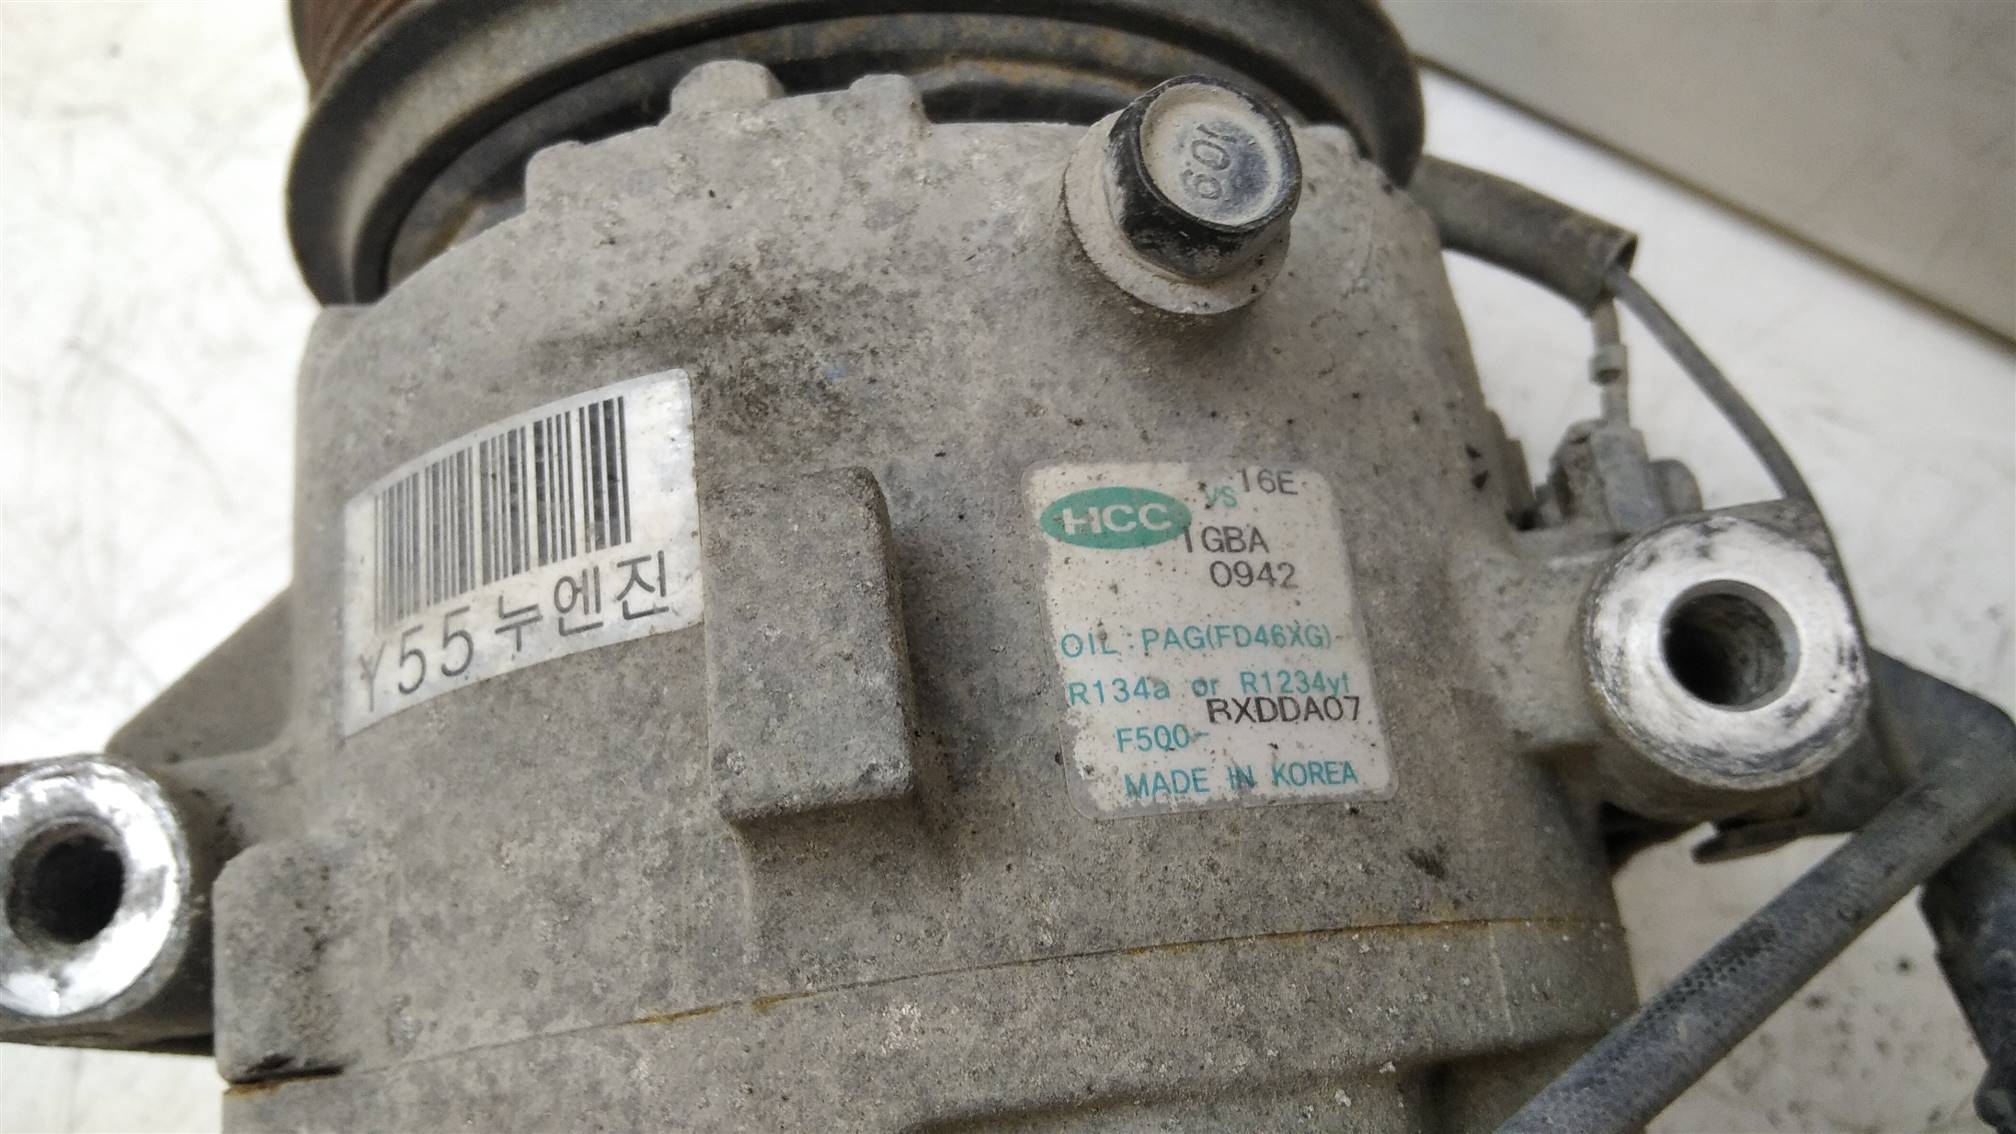 109
Y55누엔진
HCC VS16E
1GBA
0942
OIL : PAG(FD46XG)
R134a or R1234yf
F500-RXDDA07
MADE IN KOREA